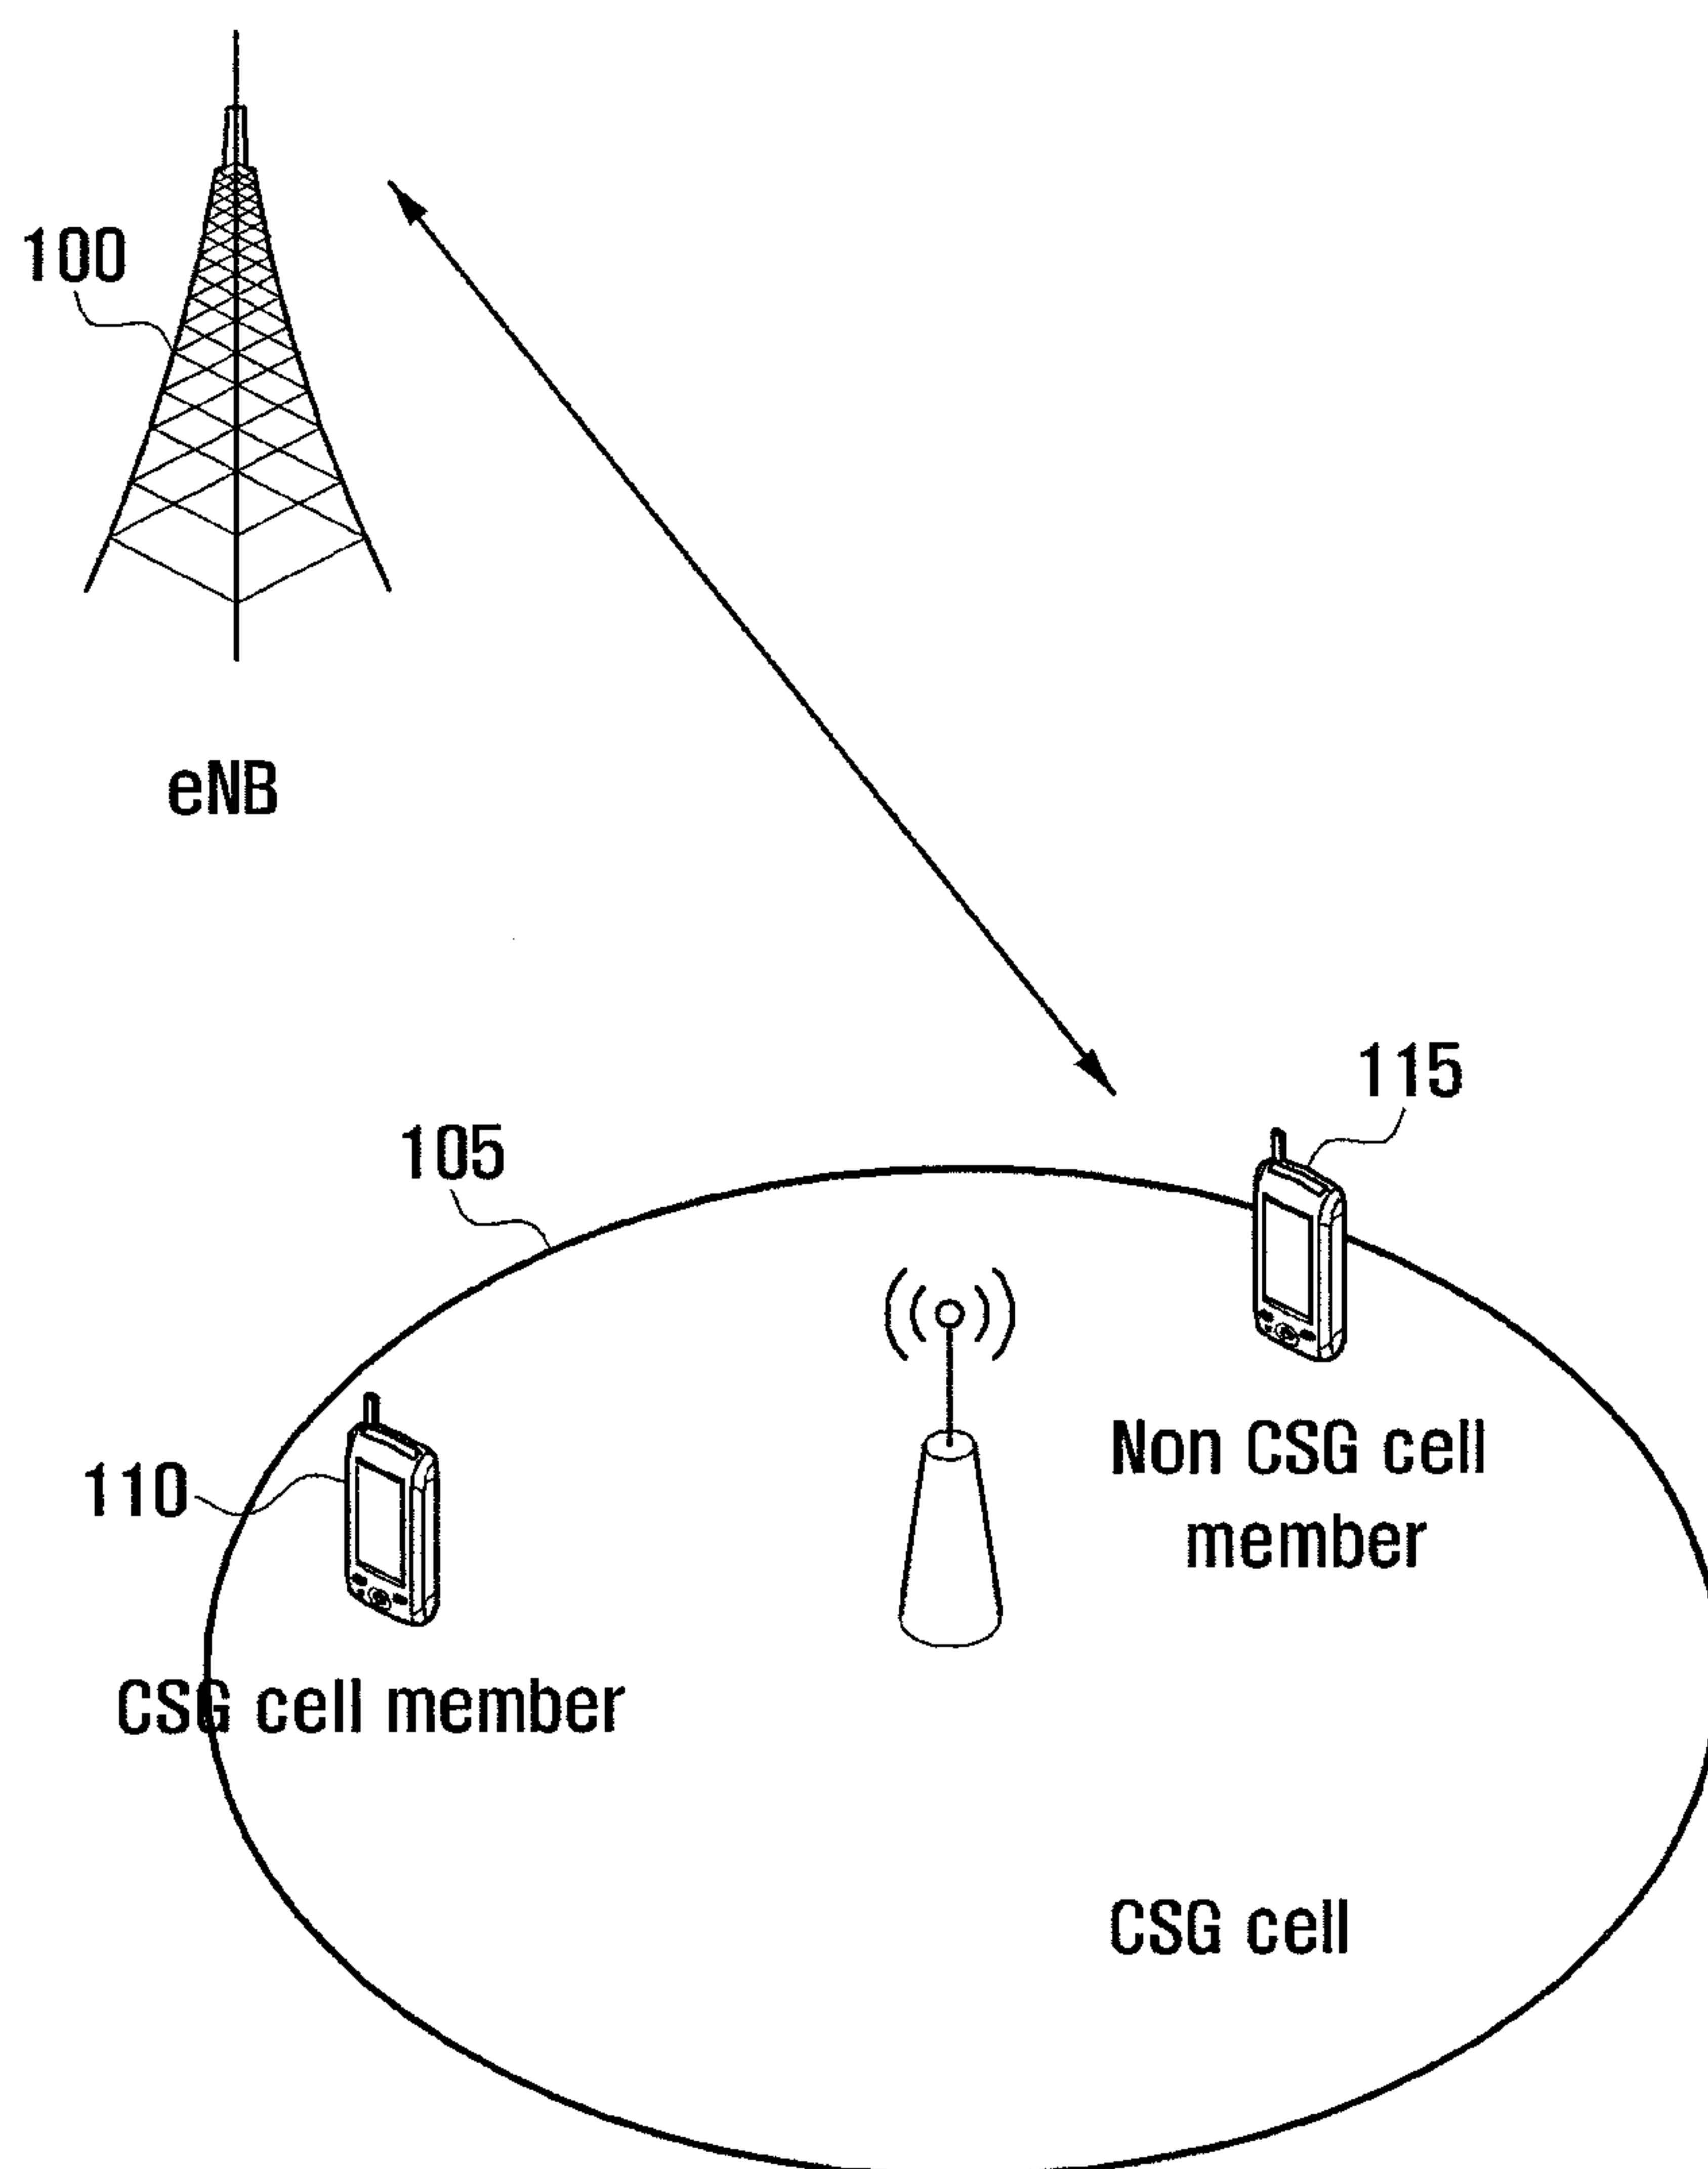 100
eNB
115
105
110
Non CSG cell
member
CSG cell member
CSG cell